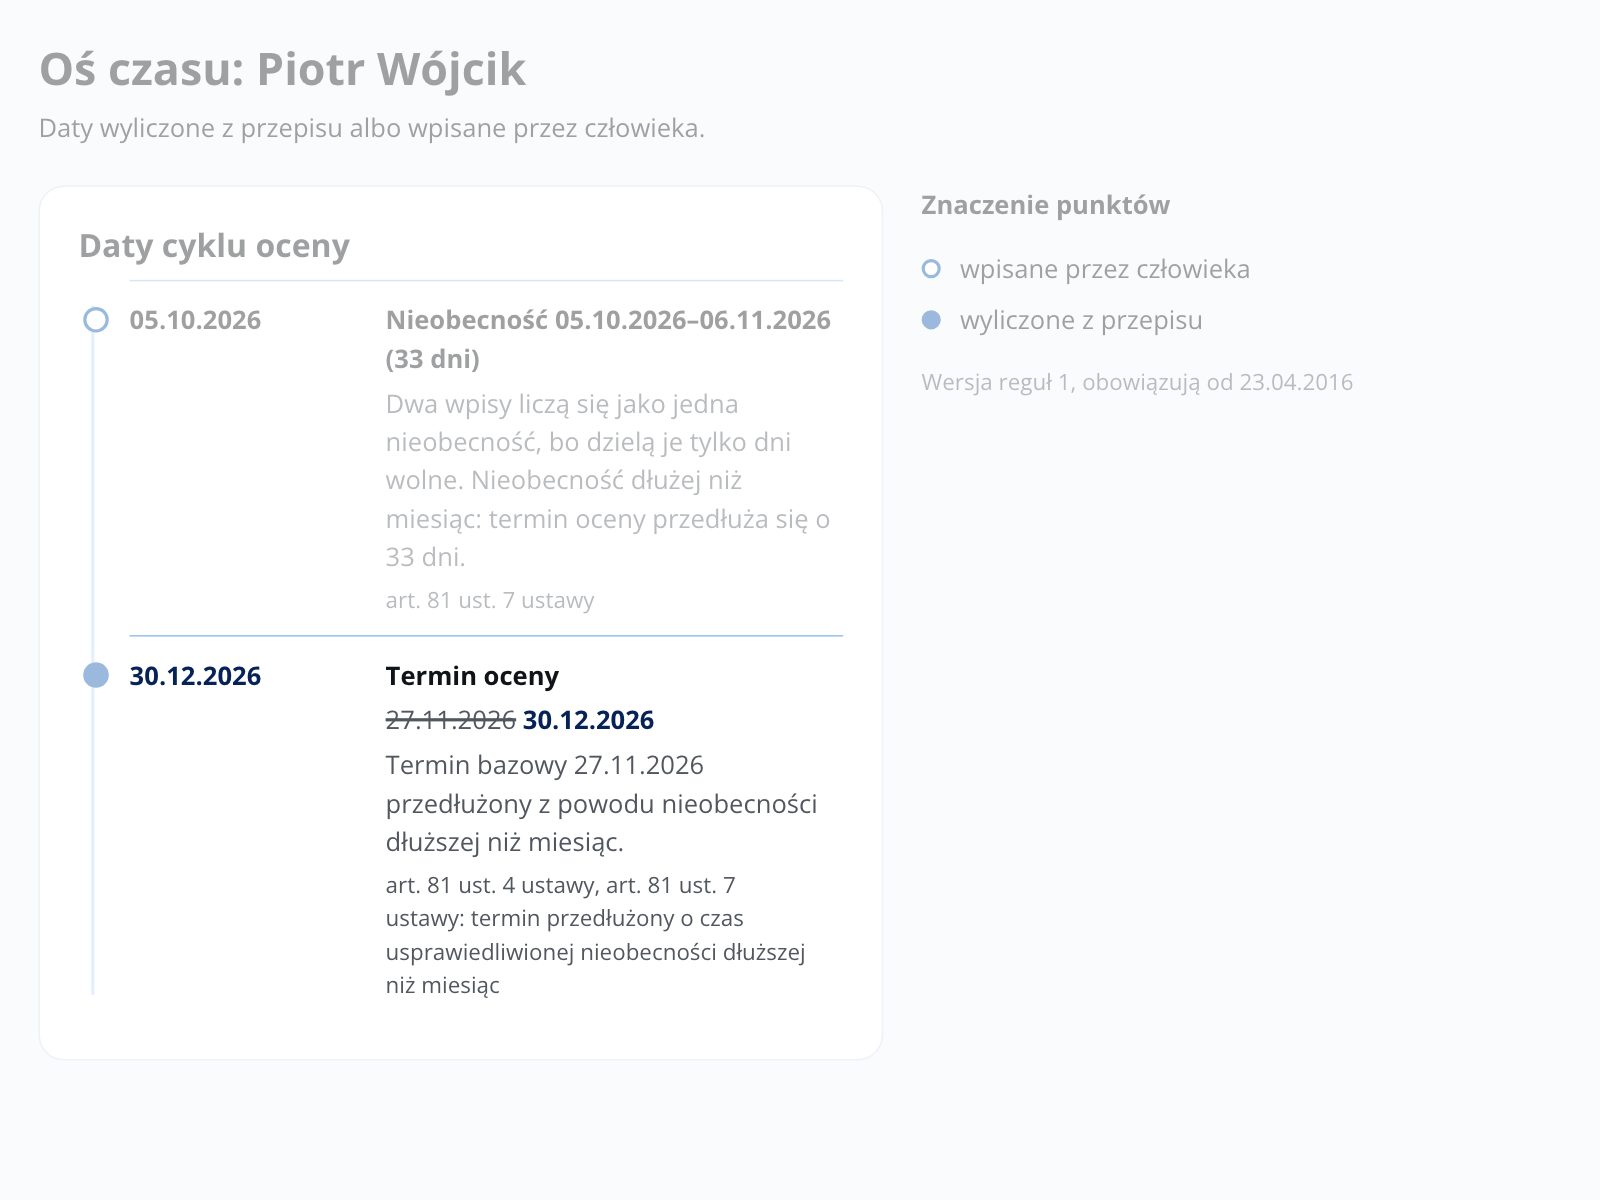 Oś czasu: Piotr Wójcik
Daty wyliczone z przepisu albo wpisane przez człowieka.
Daty cyklu oceny
05.10.2026
Nieobecność 05.10.2026–06.11.2026
(33 dni)
Dwa wpisy liczą się jako jedna
nieobecność, bo dzielą je tylko dni
wolne. Nieobecność dłużej niż
miesiąc: termin oceny przedłuża się o
33 dni.
art. 81 ust. 7 ustawy
30.12.2026
Termin oceny
27.11.2026 30.12.2026
Termin bazowy 27.11.2026
przedłużony z powodu nieobecności
dłuższej niż miesiąc.
art. 81 ust. 4 ustawy, art. 81 ust. 7
ustawy: termin przedłużony o czas
usprawiedliwionej nieobecności dłuższej
niż miesiąc
Znaczenie punktów
wpisane przez człowieka
wyliczone z przepisu
Wersja reguł 1, obowiązują od 23.04.2016